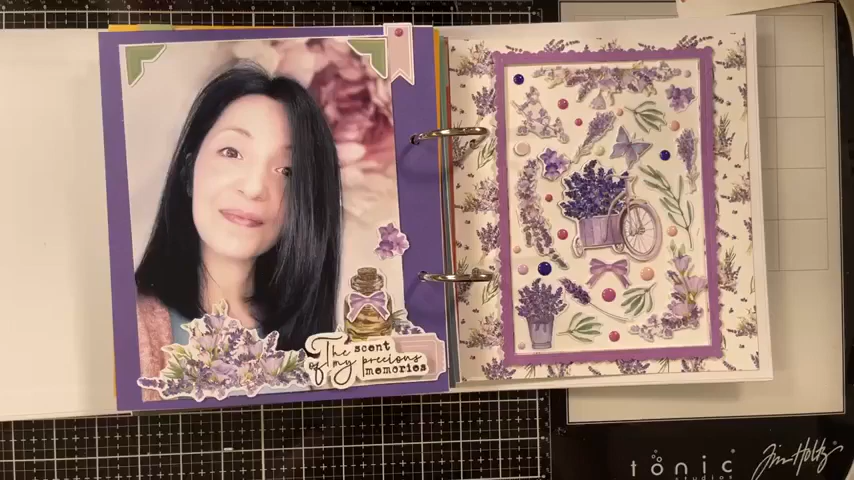 The scent
of my precious
memories
tonic
studios
Tim Holtz